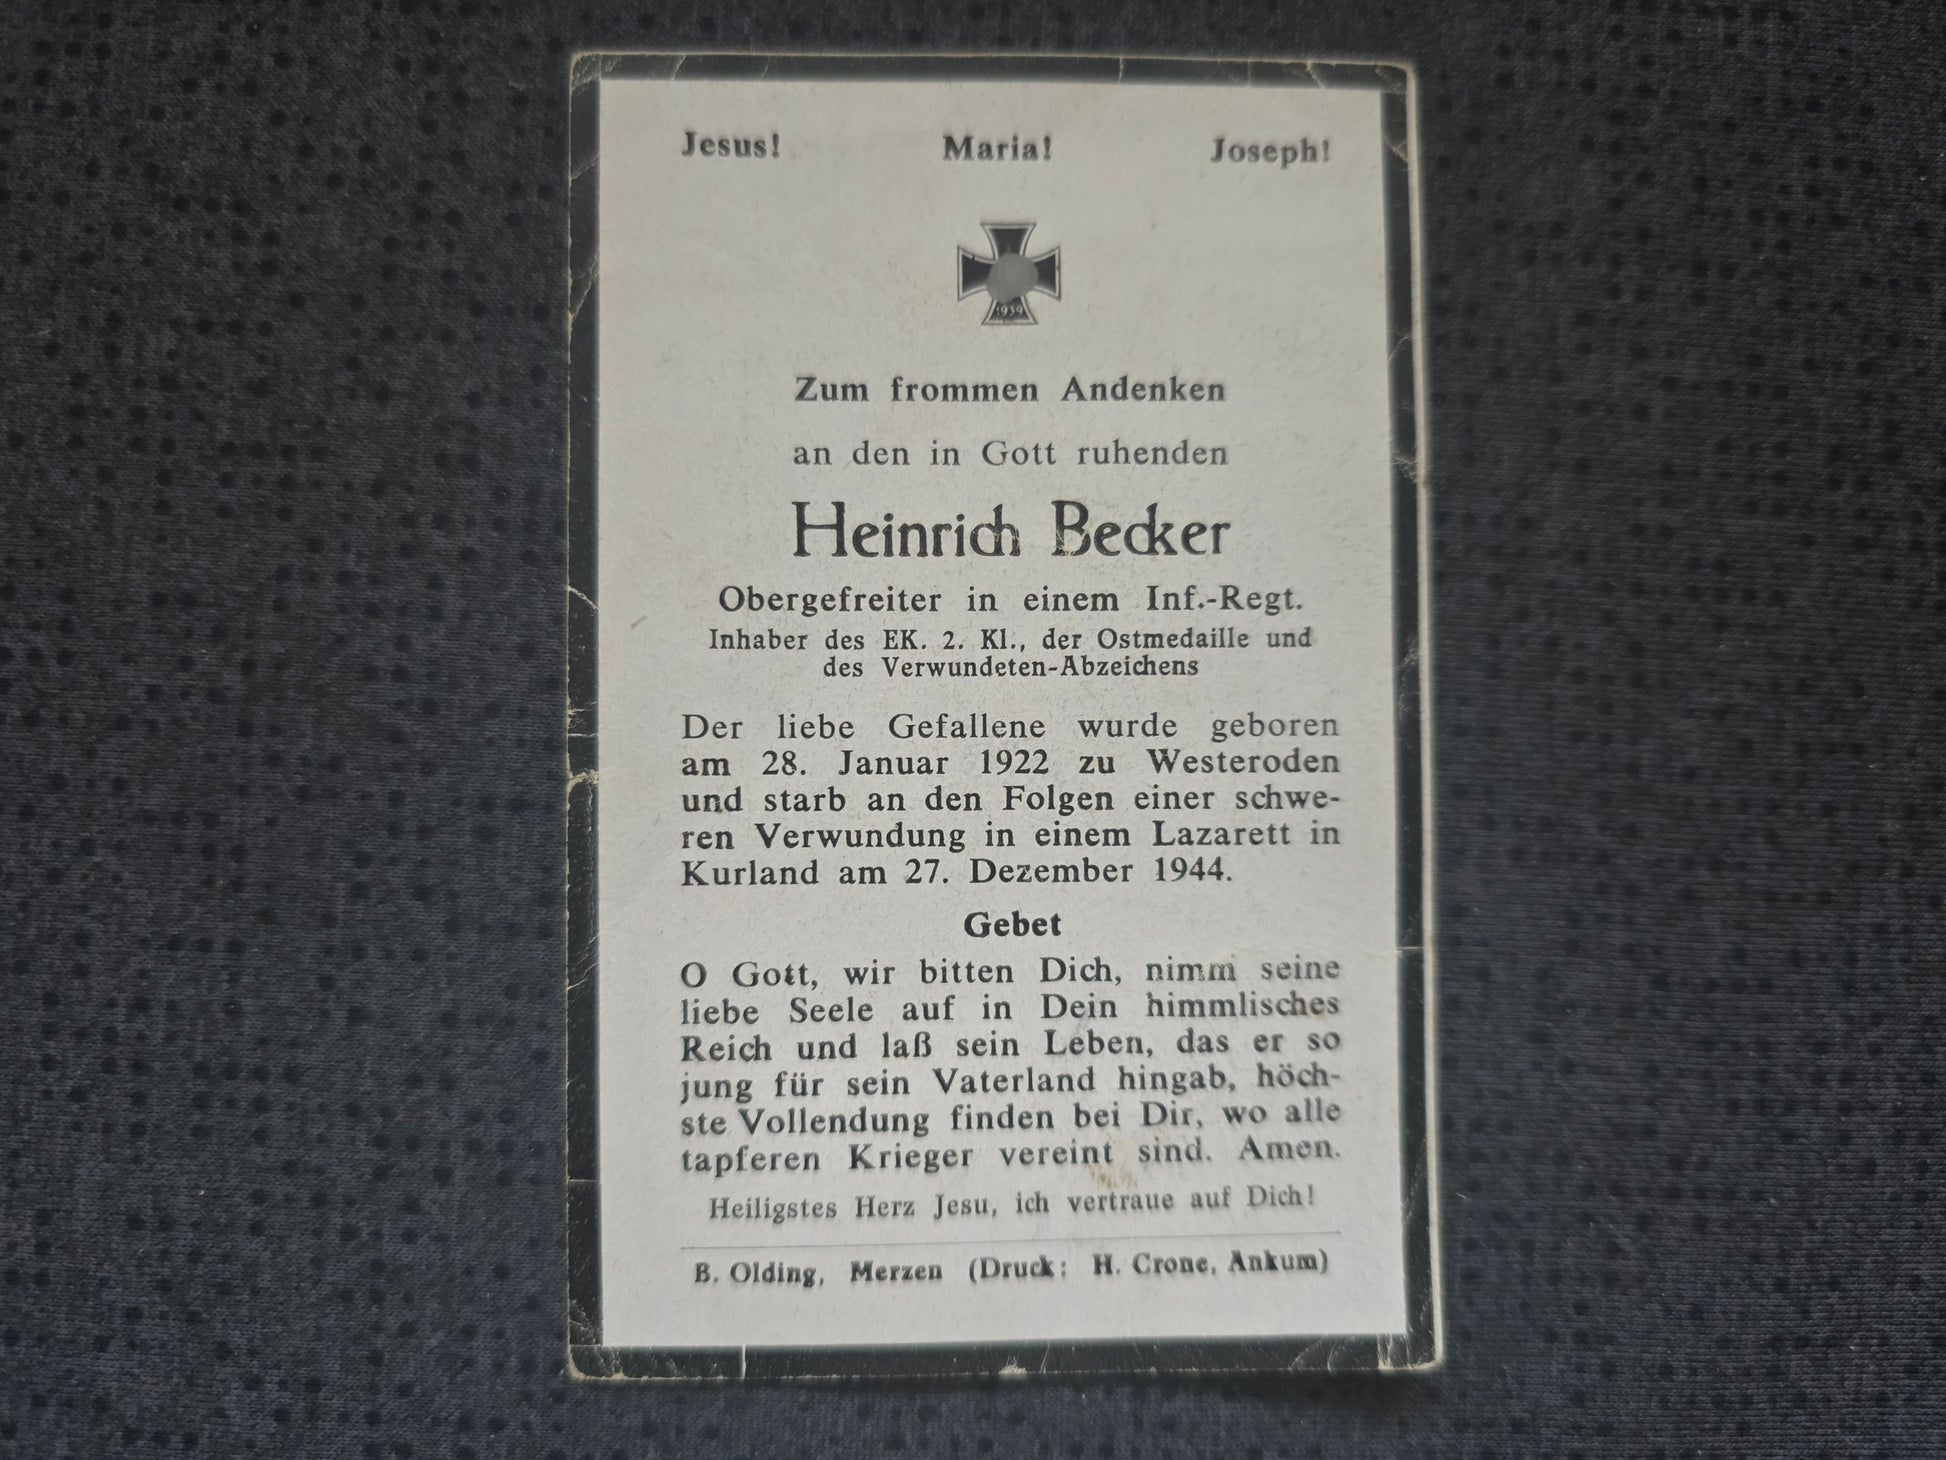 Jesus! Maria! Joseph!
1939
Zum frommen Andenken
an den in Gott ruhenden
Heinrich Becker
Obergefreiter in einem Inf.-Regt.
Inhaber des EK. 2. Kl., der Ostmedaille und
des Verwundeten-Abzeichens
Der liebe Gefallene wurde geboren
am 28. Januar 1922 zu Westeroden
und starb an den Folgen einer schwe-
ren Verwundung in einem Lazarett in
Kurland am 27. Dezember 1944.
Gebet
O Gott, wir bitten Dich, nimm seine
liebe Seele auf in Dein himmlisches
Reich und laß sein Leben, das er so
jung für sein Vaterland hingab, höch-
ste Vollendung finden bei Dir, wo alle
tapferen Krieger vereint sind. Amen.
Heiligstes Herz Jesu, ich vertraue auf Dich!
B. Olding, Merzen (Druck: H. Crone, Ankum)